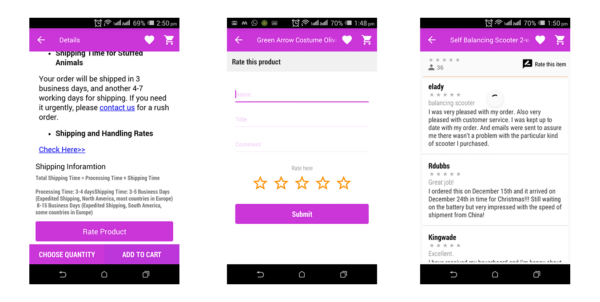 69% 2:50 pm
Details
• Shipping Time for Stuffed
Animals
Your order will be shipped in 3
business days, and another 4-7
working days for shipping. If you need
it urgently, please contact us for a rush
order.
• Shipping and Handling Rates
Check Here>>
Shipping Inforamtion
Total Shipping Time = Processing Time + Shipping Time
Processing Time: 3-4 daysShipping Time: 3-5 Business Days
(Expedited Shipping, North America, most countries in Europe)
8-15 Business Days (Expedited Shipping, South America,
some countries in Europe)
Rate Product
CHOOSE QUANTITY ADD TO CART
70% 1:48 pm
Green Arrow Costume Oliv
Rate this product
Name
Title
Comment
Rate here
Submit
70% 1:50 pm
Self Balancing Scooter 2
36
Rate this item
elady
balancing scooter
I was very pleased with my order. Also very
pleased with customer service. I was kept up to
date with my order. And emails were sent to assure
me there wasn't a problem with the particular kind
of scooter I purchased.
Rdubbs
Great job!
I ordered this on December 15th and it arrived on
December 24th in time for Christmas!!! Still waiting
on the battery but very impressed with the speed of
shipment from China!
Kingwade
Excellent.